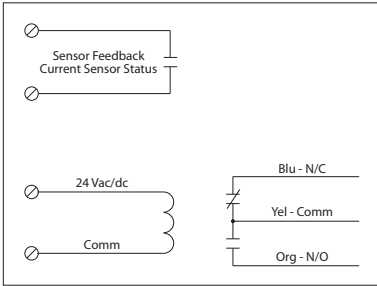 Sensor Feedback
Current Sensor Status
24 Vac/dc
Comm
Blu - N/C
Yel - Comm
Org - N/O